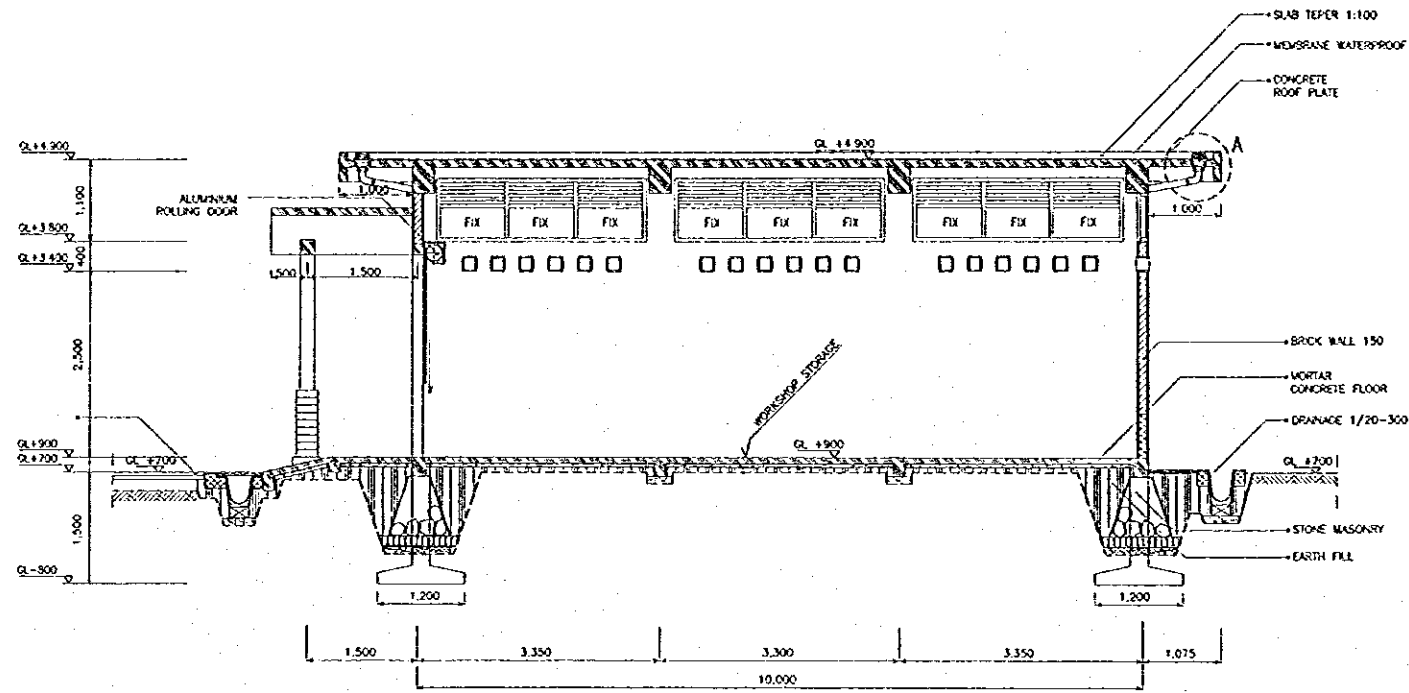 SLAB TEPER 1:100
MEMBRANE WATERPROOF
CONCRETE
ROOF PLATE
A
GL+4.900
GL +4.900
1,100
ALUMINIUM
ROLLING DOOR
1,000
1,000
FIX FIX FIX FIX FIX FIX FIX FIX FIX
GL+3.800
400
GL+3.400
500 1,500
2,500
WORKSHOP STORAGE
BRICK WALL 150
MORTAR
CONCRETE FLOOR
DRAINAGE 1/20-300
GL+900
GL +900
GL+700
GL +700
GL +700
1,500
STONE MASONRY
EARTH FILL
GL-800
1,200
1,200
1,500 3,350 3,300 3,350 1,075
10,000